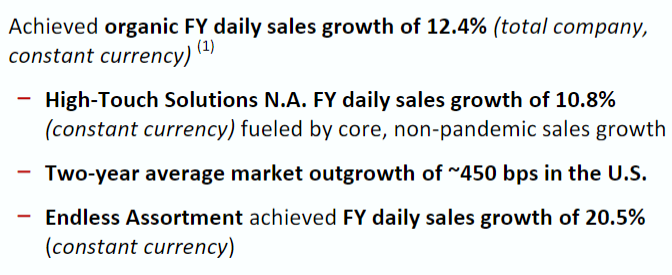 Achieved organic FY daily sales growth of 12.4% (total company,
constant currency) (1)
– High-Touch Solutions N.A. FY daily sales growth of 10.8%
(constant currency) fueled by core, non-pandemic sales growth
– Two-year average market outgrowth of ~450 bps in the U.S.
– Endless Assortment achieved FY daily sales growth of 20.5%
(constant currency)